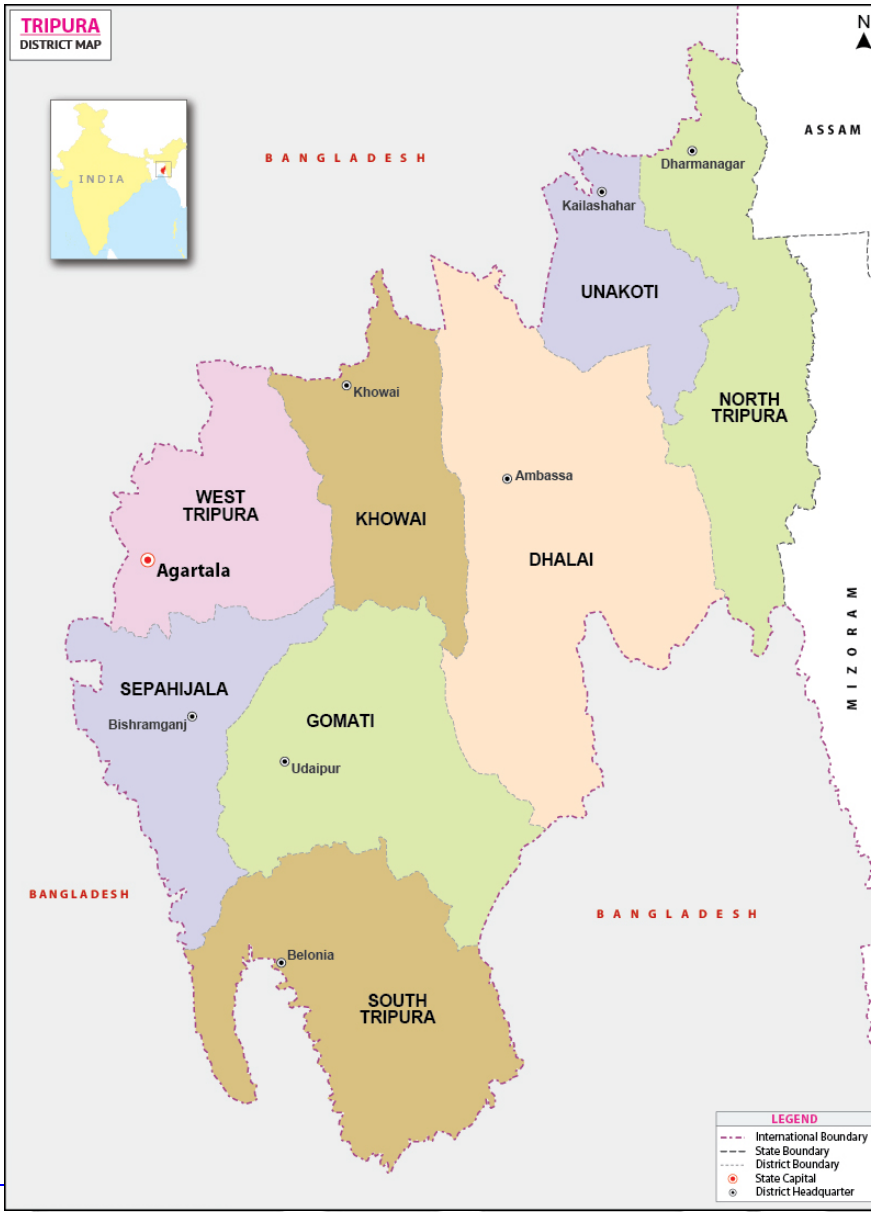 TRIPURA
DISTRICT MAP
N
INDIA
BANGLADESH
ASSAM
Dharmanagar
Kailashahar
UNAKOTI
Khowai
NORTH
TRIPURA
Ambassa
WEST
TRIPURA
KHOWAI
DHALAI
Agartala
MIZORAM
SEPAHIJALA
Bishramganj
GOMATI
Udaipur
BANGLADESH
BANGLADESH
Belonia
SOUTH
TRIPURA
LEGEND
International Boundary
State Boundary
District Boundary
State Capital
District Headquarter